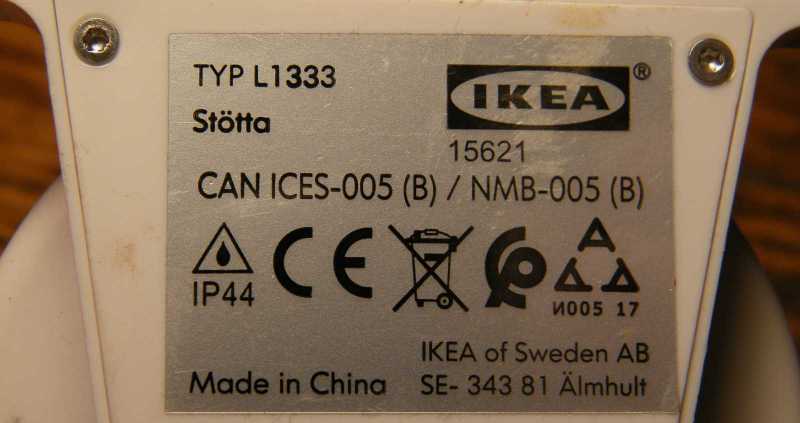 TYP L1333
Stötta
IKEA®
15621
CAN ICES-005 (B) / NMB-005 (B)
IP44
CE
A
И005 17
IKEA of Sweden AB
Made in China
SE- 343 81 Älmhult